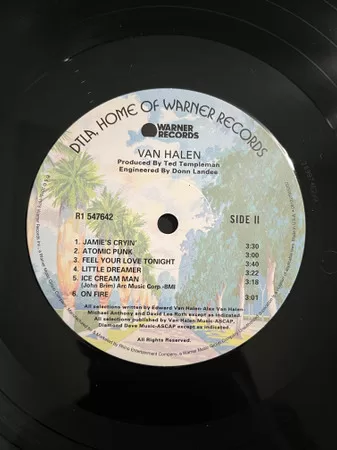 DTLA, HOME OF WARNER RECORDS
WARNER
RECORDS
VAN HALEN
Produced By Ted Templeman
Engineered By Donn Landee
R1 547642
SIDE II
1. JAMIE'S CRYIN' 3:30
2. ATOMIC PUNK 3:00
3. FEEL YOUR LOVE TONIGHT 3:40
4. LITTLE DREAMER 3:22
5. ICE CREAM MAN 3:18
(John Brim) Arc Music Corp.-BMI
6. ON FIRE 3:01
All selections written by Edward Van Halen-Alex Van Halen
Michael Anthony and David Lee Roth except as indicated.
All selections published by Van Halen Music-ASCAP,
Diamond Dave Music-ASCAP except as indicated.
All Rights Reserved.